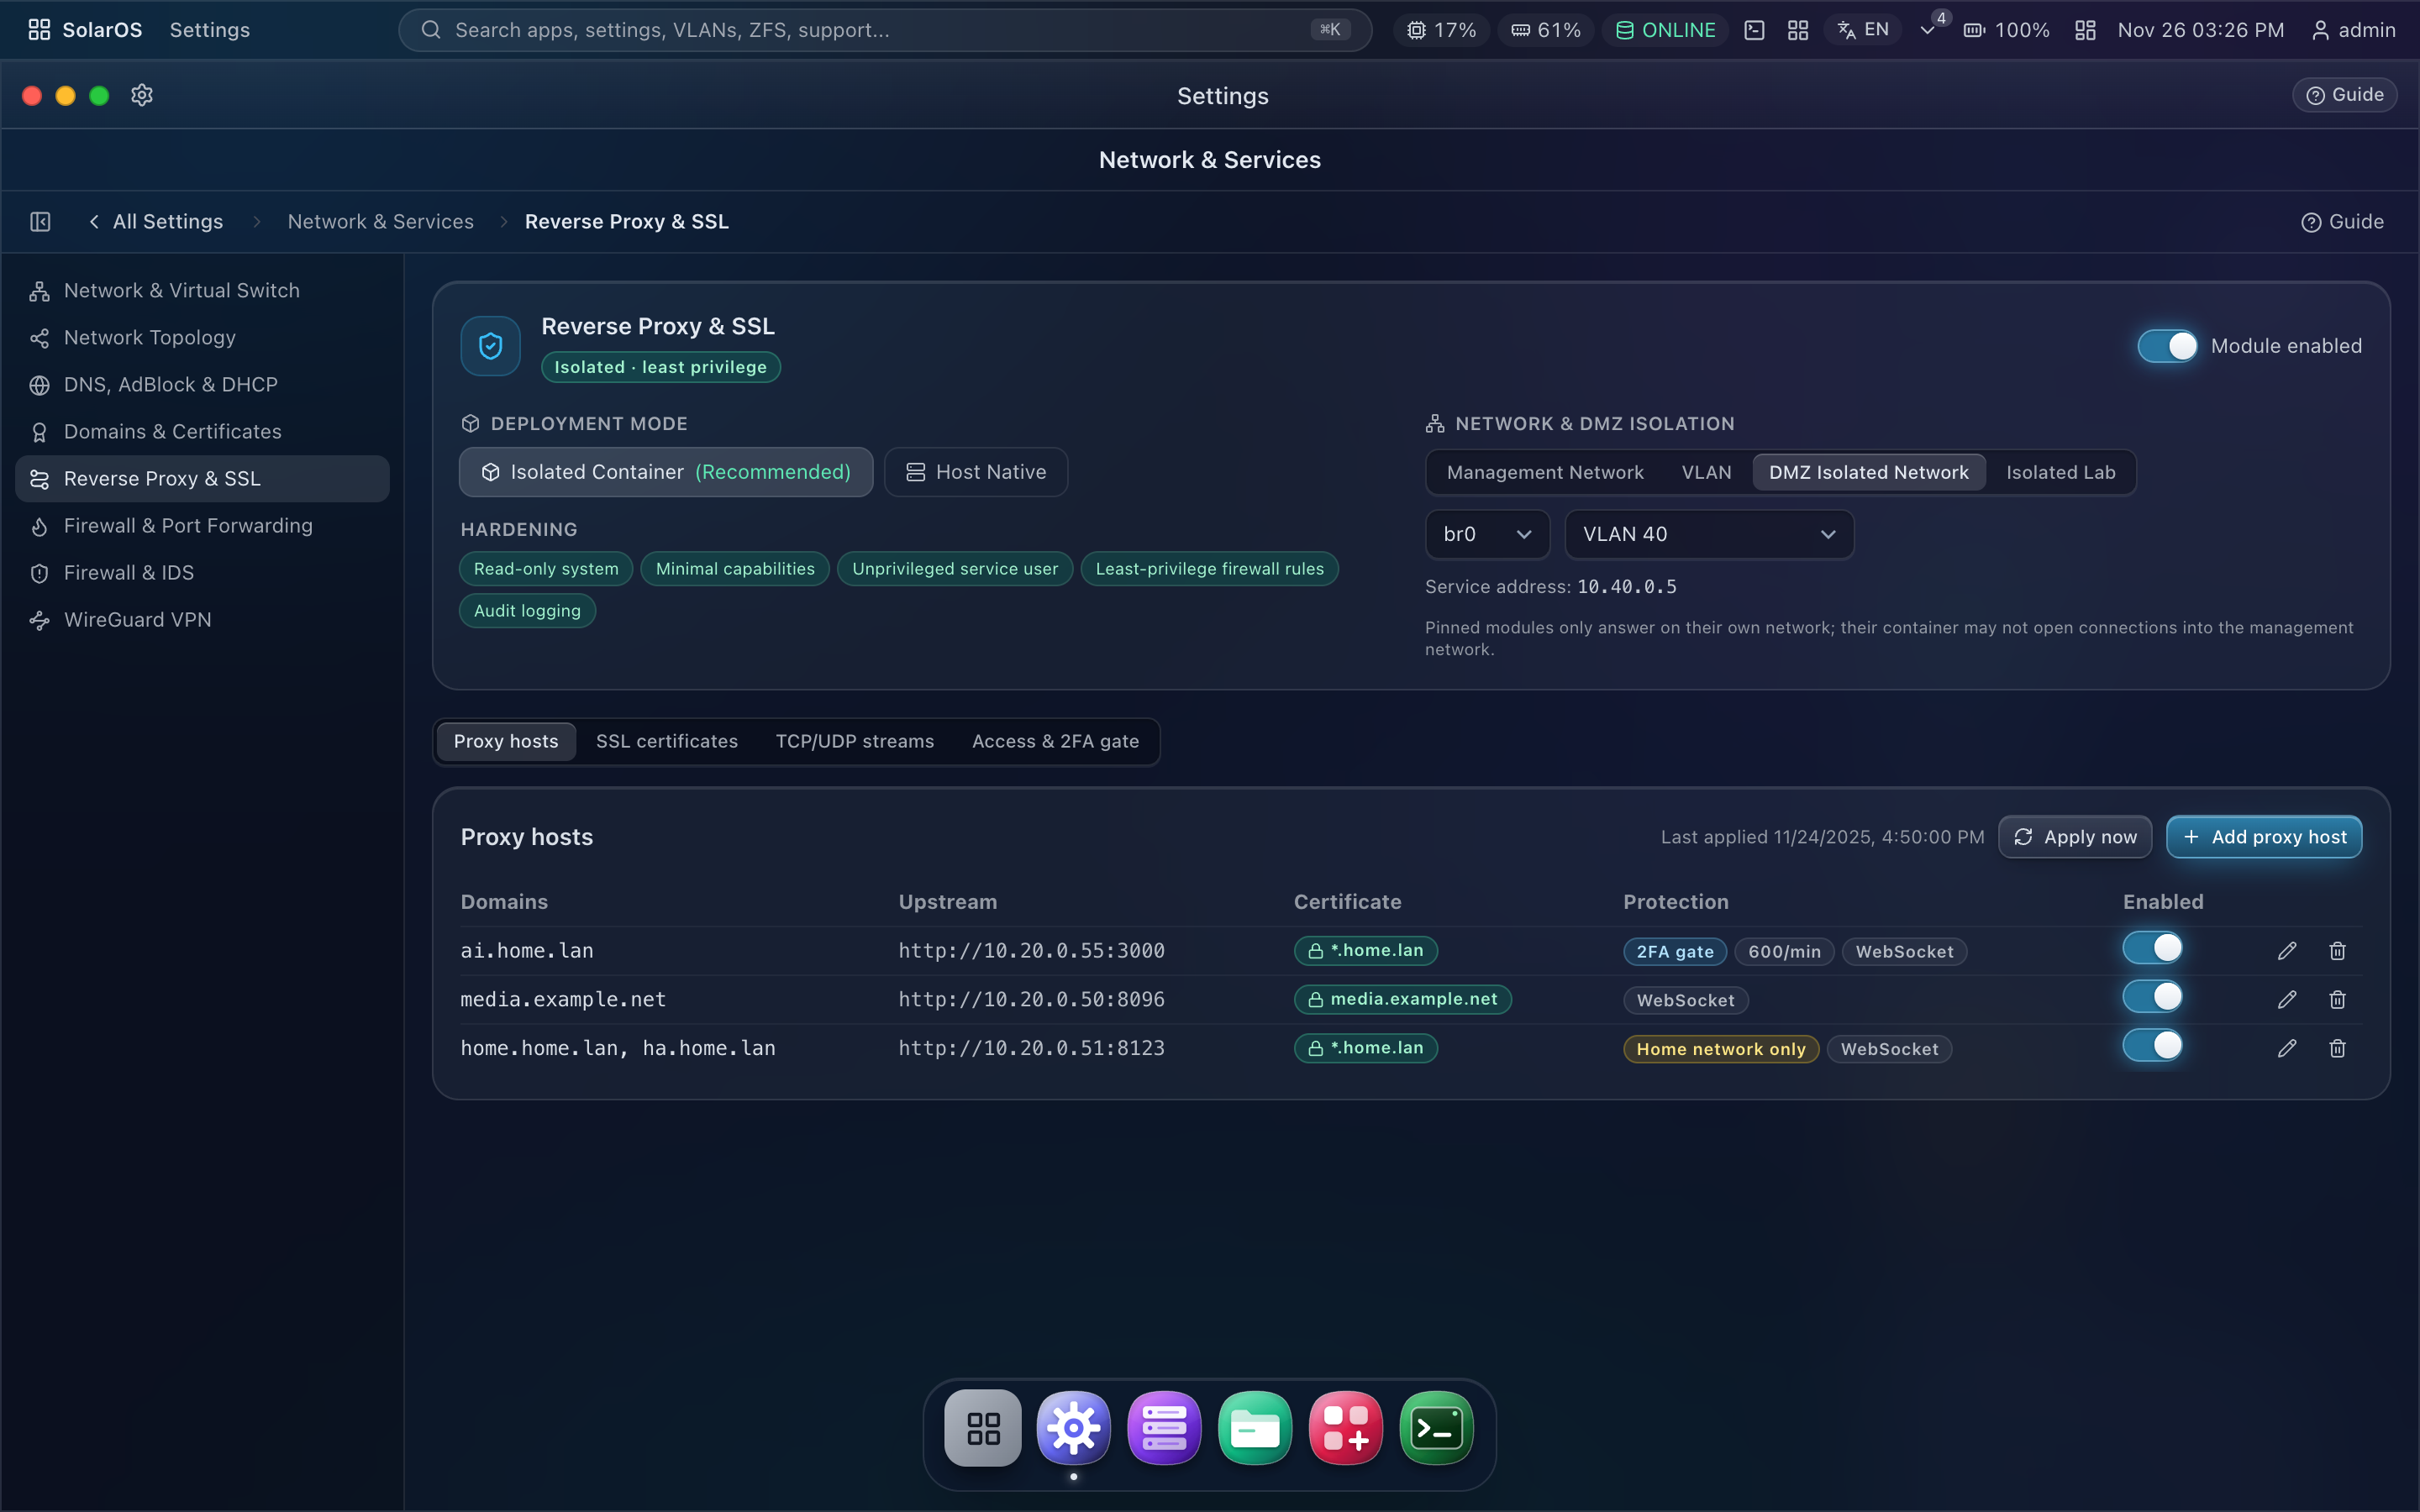 SolarOS Settings Search apps, settings, VLANs, ZFS, support... ⌘K 17% 61% ONLINE EN 4 100% Nov 26 03:26 PM admin
Settings Guide
Network & Services
All Settings Network & Services Reverse Proxy & SSL Guide
Network & Virtual Switch
Network Topology
DNS, AdBlock & DHCP
Domains & Certificates
Reverse Proxy & SSL
Firewall & Port Forwarding
Firewall & IDS
WireGuard VPN
Reverse Proxy & SSL
Isolated · least privilege
Module enabled
DEPLOYMENT MODE
Isolated Container (Recommended) Host Native
HARDENING
Read-only system Minimal capabilities Unprivileged service user Least-privilege firewall rules
Audit logging
NETWORK & DMZ ISOLATION
Management Network VLAN DMZ Isolated Network Isolated Lab
br0 VLAN 40
Service address: 10.40.0.5
Pinned modules only answer on their own network; their container may not open connections into the management
network.
Proxy hosts SSL certificates TCP/UDP streams Access & 2FA gate
Proxy hosts Last applied 11/24/2025, 4:50:00 PM Apply now Add proxy host
Domains Upstream Certificate Protection Enabled
ai.home.lan http://10.20.0.55:3000 *.home.lan 2FA gate 600/min WebSocket
media.example.net http://10.20.0.50:8096 media.example.net WebSocket
home.home.lan, ha.home.lan http://10.20.0.51:8123 *.home.lan Home network only WebSocket